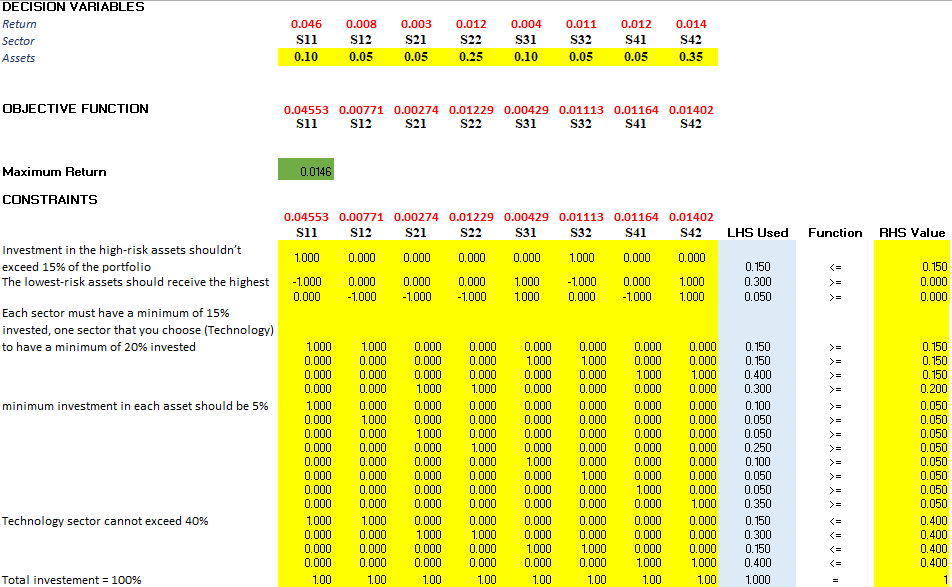 DECISION VARIABLES
Return 0.046 0.008 0.003 0.012 0.004 0.011 0.012 0.014
Sector S11 S12 S21 S22 S31 S32 S41 S42
Assets 0.10 0.05 0.05 0.25 0.10 0.05 0.05 0.35
OBJECTIVE FUNCTION 0.04553 0.00771 0.00274 0.01229 0.00429 0.01113 0.01164 0.01402
S11 S12 S21 S22 S31 S32 S41 S42
Maximum Return 0.0146
CONSTRAINTS
0.04553 0.00771 0.00274 0.01229 0.00429 0.01113 0.01164 0.01402
S11 S12 S21 S22 S31 S32 S41 S42 LHS Used Function RHS Value
Investment in the high-risk assets shouldn't
exceed 15% of the portfolio 1.000 0.000 0.000 0.000 0.000 1.000 0.000 0.000 0.150 <= 0.150
The lowest-risk assets should receive the highest -1.000 0.000 0.000 0.000 1.000 -1.000 0.000 1.000 0.300 >= 0.000
0.000 -1.000 -1.000 -1.000 1.000 0.000 -1.000 1.000 0.050 >= 0.000
Each sector must have a minimum of 15%
invested, one sector that you choose (Technology)
to have a minimum of 20% invested 1.000 1.000 0.000 0.000 0.000 0.000 0.000 0.000 0.150 >= 0.150
0.000 0.000 0.000 0.000 1.000 1.000 0.000 0.000 0.150 >= 0.150
0.000 0.000 0.000 0.000 0.000 0.000 1.000 1.000 0.400 >= 0.150
0.000 0.000 1.000 1.000 0.000 0.000 0.000 0.000 0.300 >= 0.200
minimum investment in each asset should be 5% 1.000 0.000 0.000 0.000 0.000 0.000 0.000 0.000 0.100 >= 0.050
0.000 1.000 0.000 0.000 0.000 0.000 0.000 0.000 0.050 >= 0.050
0.000 0.000 1.000 0.000 0.000 0.000 0.000 0.000 0.050 >= 0.050
0.000 0.000 0.000 1.000 0.000 0.000 0.000 0.000 0.250 >= 0.050
0.000 0.000 0.000 0.000 1.000 0.000 0.000 0.000 0.100 >= 0.050
0.000 0.000 0.000 0.000 0.000 1.000 0.000 0.000 0.050 >= 0.050
0.000 0.000 0.000 0.000 0.000 0.000 1.000 0.000 0.050 >= 0.050
0.000 0.000 0.000 0.000 0.000 0.000 0.000 1.000 0.350 >= 0.050
Technology sector cannot exceed 40% 1.000 1.000 0.000 0.000 0.000 0.000 0.000 0.000 0.150 <= 0.400
0.000 0.000 1.000 1.000 0.000 0.000 0.000 0.000 0.300 <= 0.400
0.000 0.000 0.000 0.000 1.000 1.000 0.000 0.000 0.150 <= 0.400
0.000 0.000 0.000 0.000 0.000 0.000 1.000 1.000 0.400 <= 0.400
Total investement = 100% 1.00 1.00 1.00 1.00 1.00 1.00 1.00 1.00 1.000 = 1